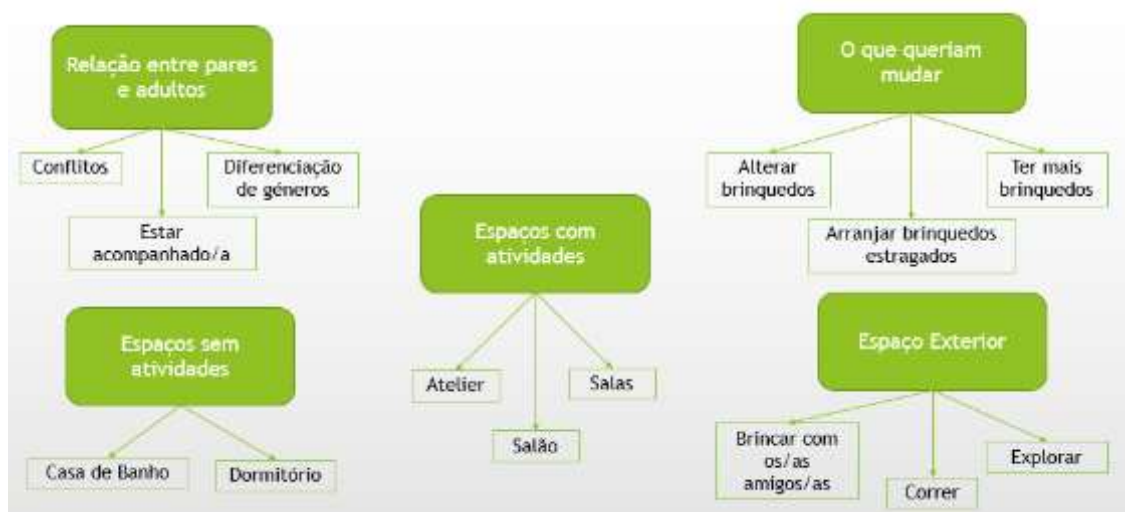 Relação entre pares
e adultos
Conflitos
Diferenciação
de géneros
Estar
acompanhado/a
O que queriam
mudar
Alterar
brinquedos
Ter mais
brinquedos
Arranjar brinquedos
estragados
Espaços com
atividades
Atelier
Salas
Salão
Espaços sem
atividades
Casa de Banho
Dormitório
Espaço Exterior
Brincar com
os/as
amigos/as
Explorar
Correr